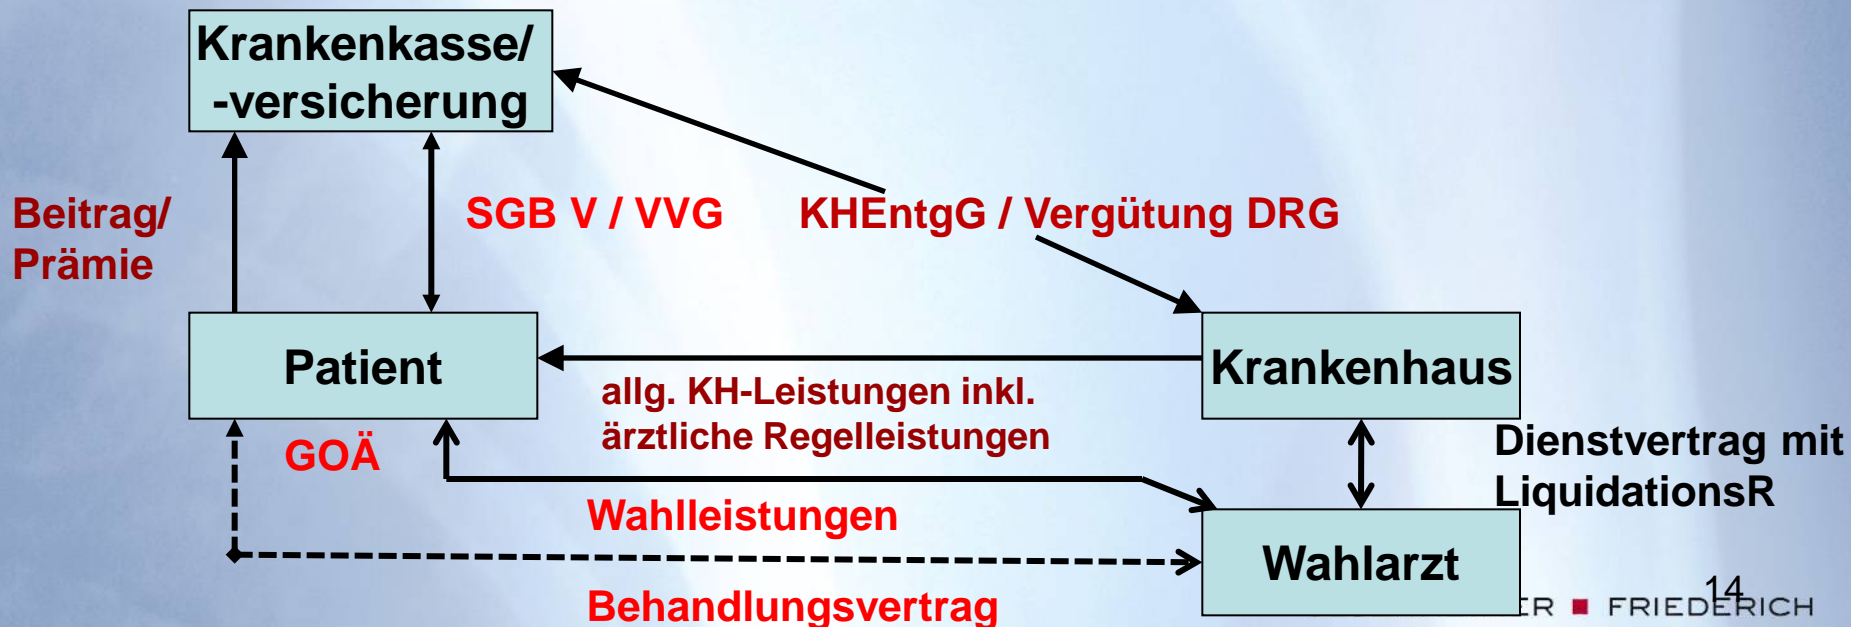 Krankenkasse/
-versicherung
Beitrag/
Prämie
SGB V / VVG
KHEntgG / Vergütung DRG
Patient
Krankenhaus
allg. KH-Leistungen inkl.
ärztliche Regelleistungen
GOÄ
Dienstvertrag mit
LiquidationsR
Wahlleistungen
Wahlarzt
Behandlungsvertrag
14
ER ■ FRIEDERICH